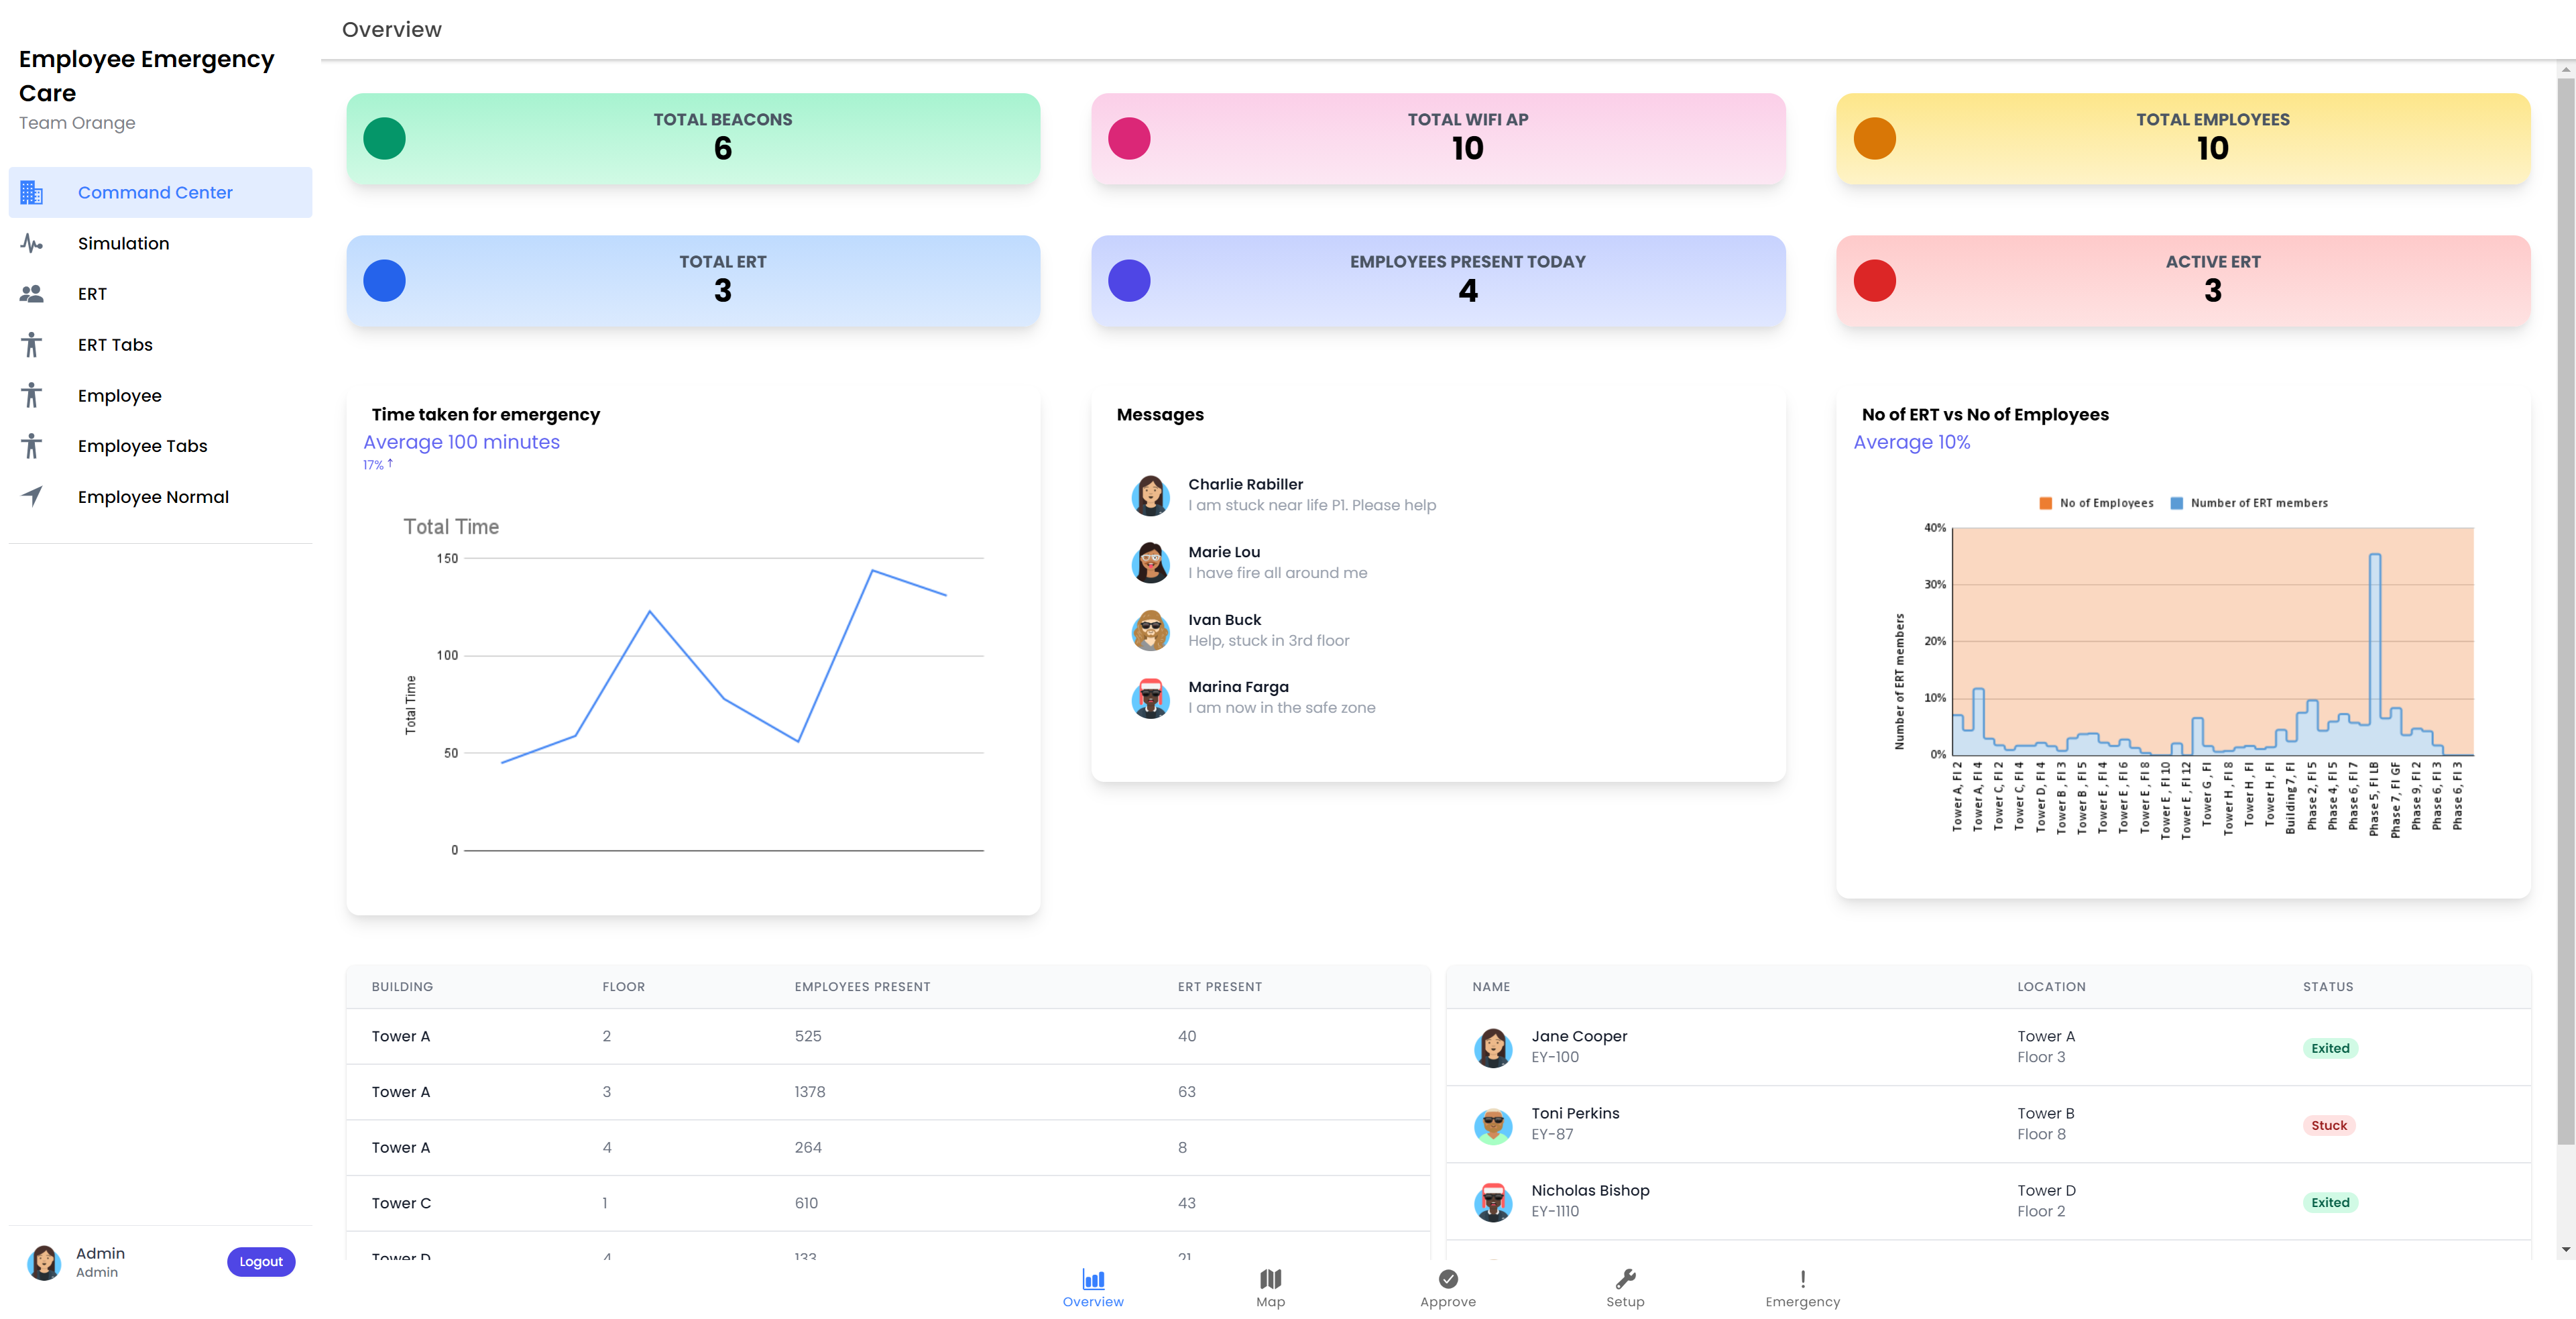 Overview
Employee Emergency
Care
Team Orange
Command Center
Simulation
ERT
ERT Tabs
Employee
Employee Tabs
Employee Normal
Admin
Admin
Logout
TOTAL BEACONS
6
TOTAL WIFI AP
10
TOTAL EMPLOYEES
10
TOTAL ERT
3
EMPLOYEES PRESENT TODAY
4
ACTIVE ERT
3
Time taken for emergency
Average 100 minutes
17% ↑
Total Time
150
100
50
0
Total Time
Messages
Charlie Rabiller
I am stuck near life P1. Please help
Marie Lou
I have fire all around me
Ivan Buck
Help, stuck in 3rd floor
Marina Farga
I am now in the safe zone
No of ERT vs No of Employees
Average 10%
No of Employees Number of ERT members
40%
30%
20%
10%
0%
Number of ERT members
Tower A, Fl 2
Tower A, Fl 4
Tower C, Fl 2
Tower C, Fl 4
Tower D, Fl 4
Tower B , Fl 3
Tower B , Fl 5
Tower E , Fl 4
Tower E , Fl 6
Tower E , Fl 8
Tower E , Fl 10
Tower E , Fl 12
Tower G , Fl
Tower H , Fl 8
Tower H , Fl
Tower H , Fl
Building 7, Fl
Phase 2, Fl 5
Phase 4, Fl 5
Phase 6, Fl 7
Phase 5, Fl LB
Phase 7, Fl GF
Phase 9, Fl 2
Phase 6, Fl 3
Phase 6, Fl 3
BUILDING FLOOR EMPLOYEES PRESENT ERT PRESENT
Tower A 2 525 40
Tower A 3 1378 63
Tower A 4 264 8
Tower C 1 610 43
Tower D 4 133 21
NAME LOCATION STATUS
Jane Cooper Tower A
EY-100 Floor 3
Exited
Toni Perkins Tower B
EY-87 Floor 8
Stuck
Nicholas Bishop Tower D
EY-1110 Floor 2
Exited
Overview
Map
Approve
Setup
Emergency